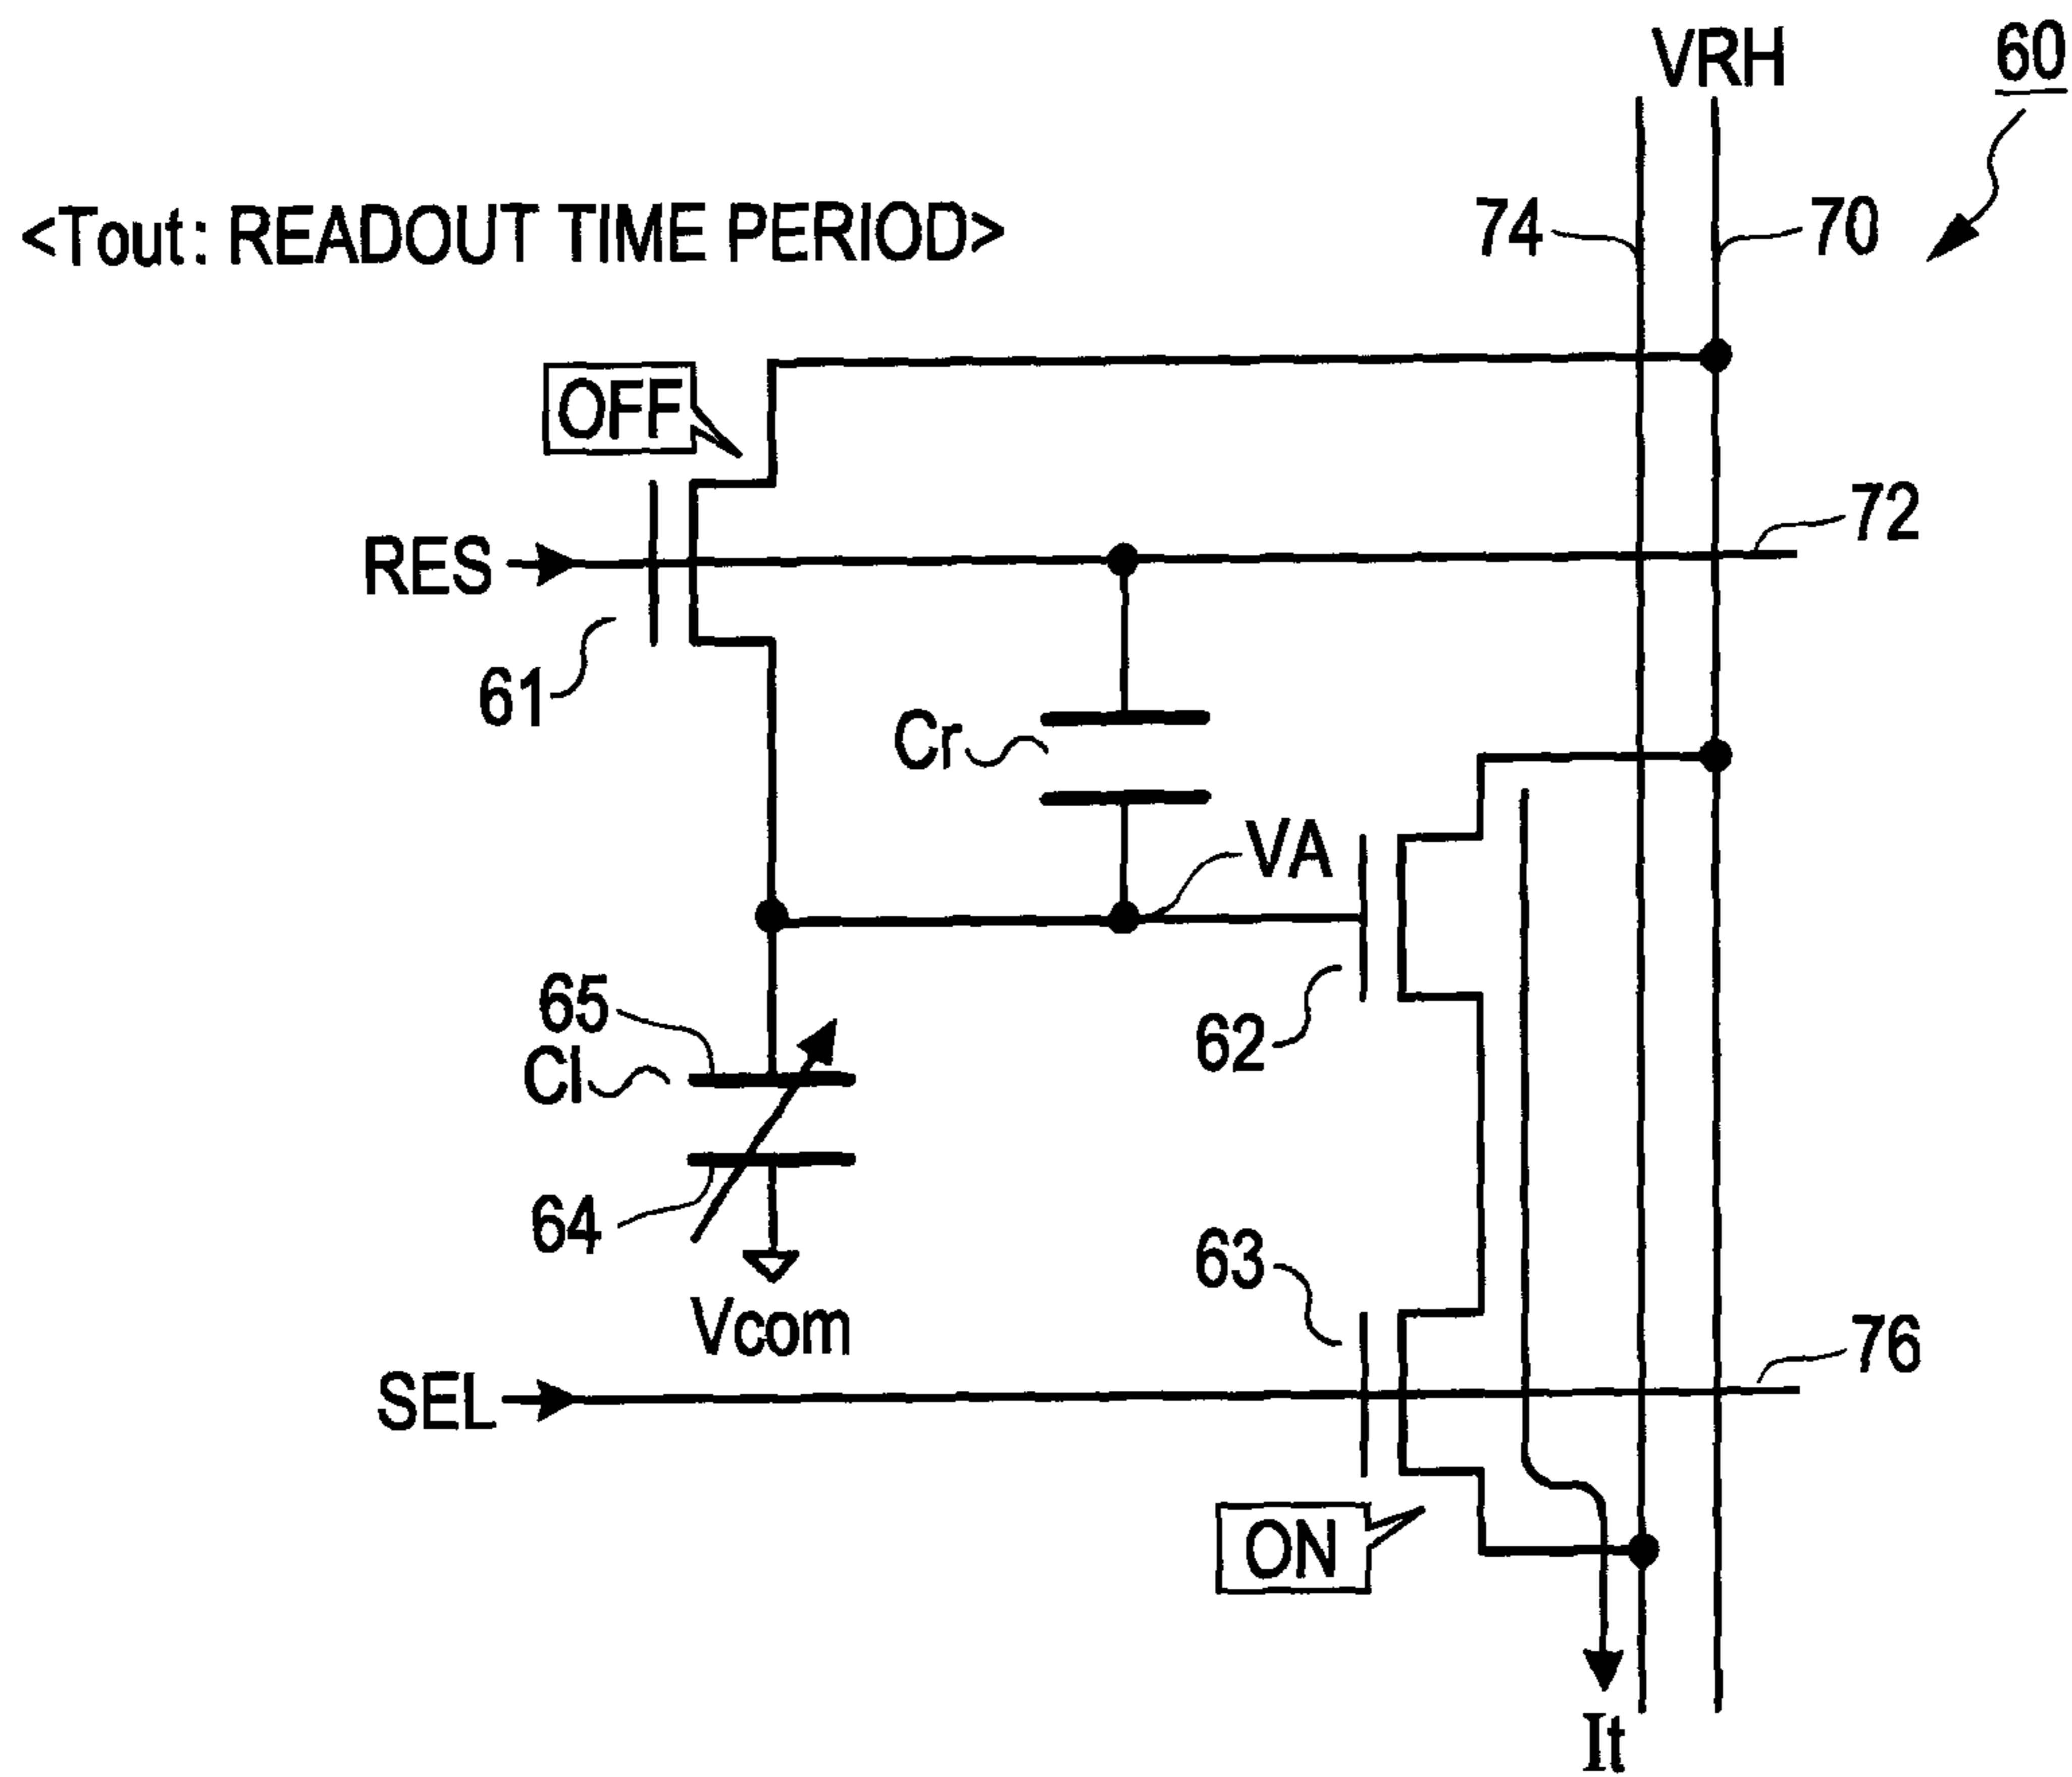 VRH
60
<Tout: READOUT TIME PERIOD>
74
70
OFF
72
RES
61
Cr
VA
65
Cl
62
64
63
Vcom
76
SEL
ON
It